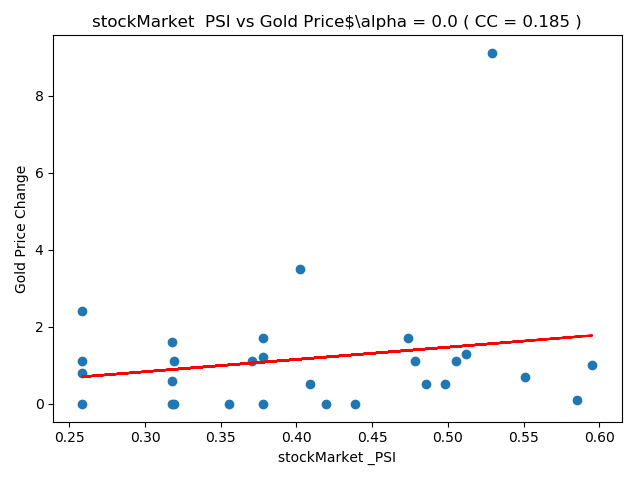 stockMarket  PSI vs Gold Price$\alpha = 0.0 ( CC = 0.185 )
8
6
4
2
0
Gold Price Change
0.25 0.30 0.35 0.40 0.45 0.50 0.55 0.60
stockMarket _PSI